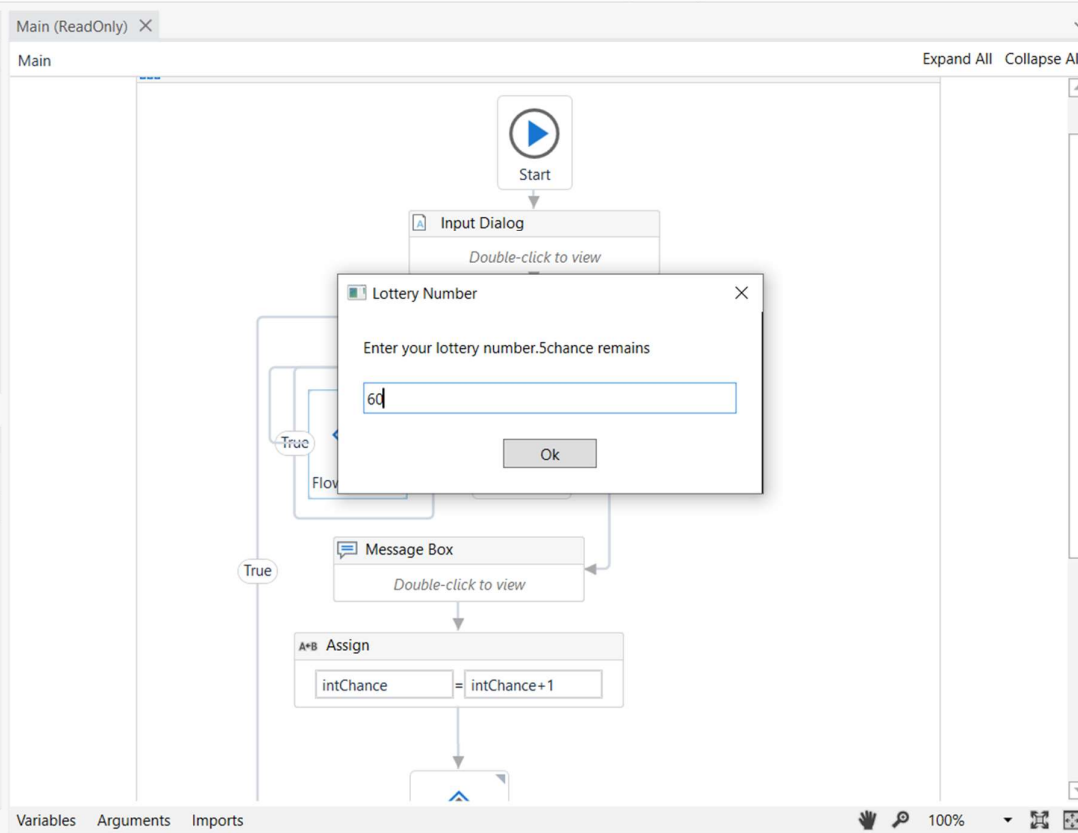 Main (ReadOnly)
Main
Expand All Collapse Al
Start
Input Dialog
Double-click to view
Lottery Number
Enter your lottery number.5chance remains
60
Ok
True
Flow
True
Message Box
Double-click to view
A+B Assign
intChance = intChance+1
Variables Arguments Imports 100%